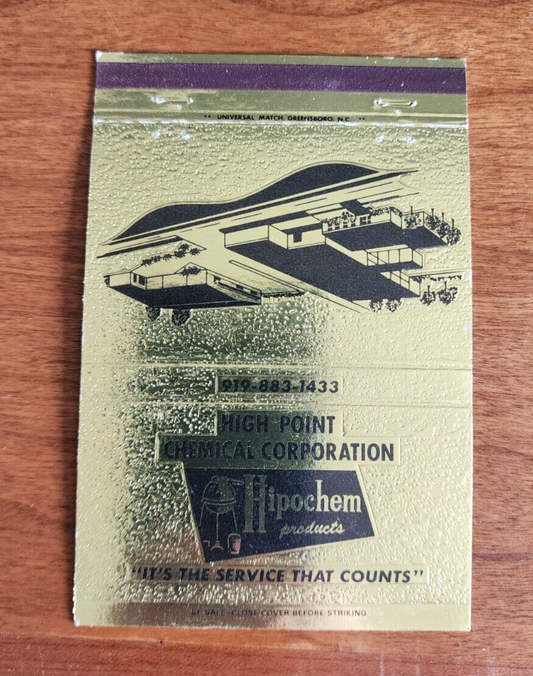 ·· UNIVERSAL MATCH, GREENSBORO, N.C. ··
919-883-1433
HIGH POINT
CHEMICAL CORPORATION
Hipochem
products
"IT'S THE SERVICE THAT COUNTS"
BE SAFE. CLOSE COVER BEFORE STRIKING